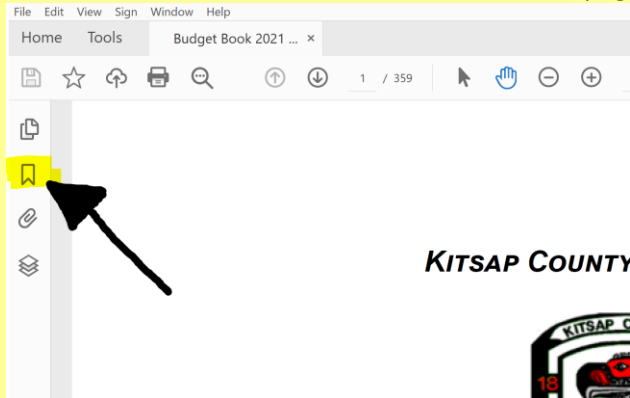 File Edit View Sign Window Help
Home Tools Budget Book 2021 ... ×
1 / 359
KITSAP COUNTY
KITSAP
18